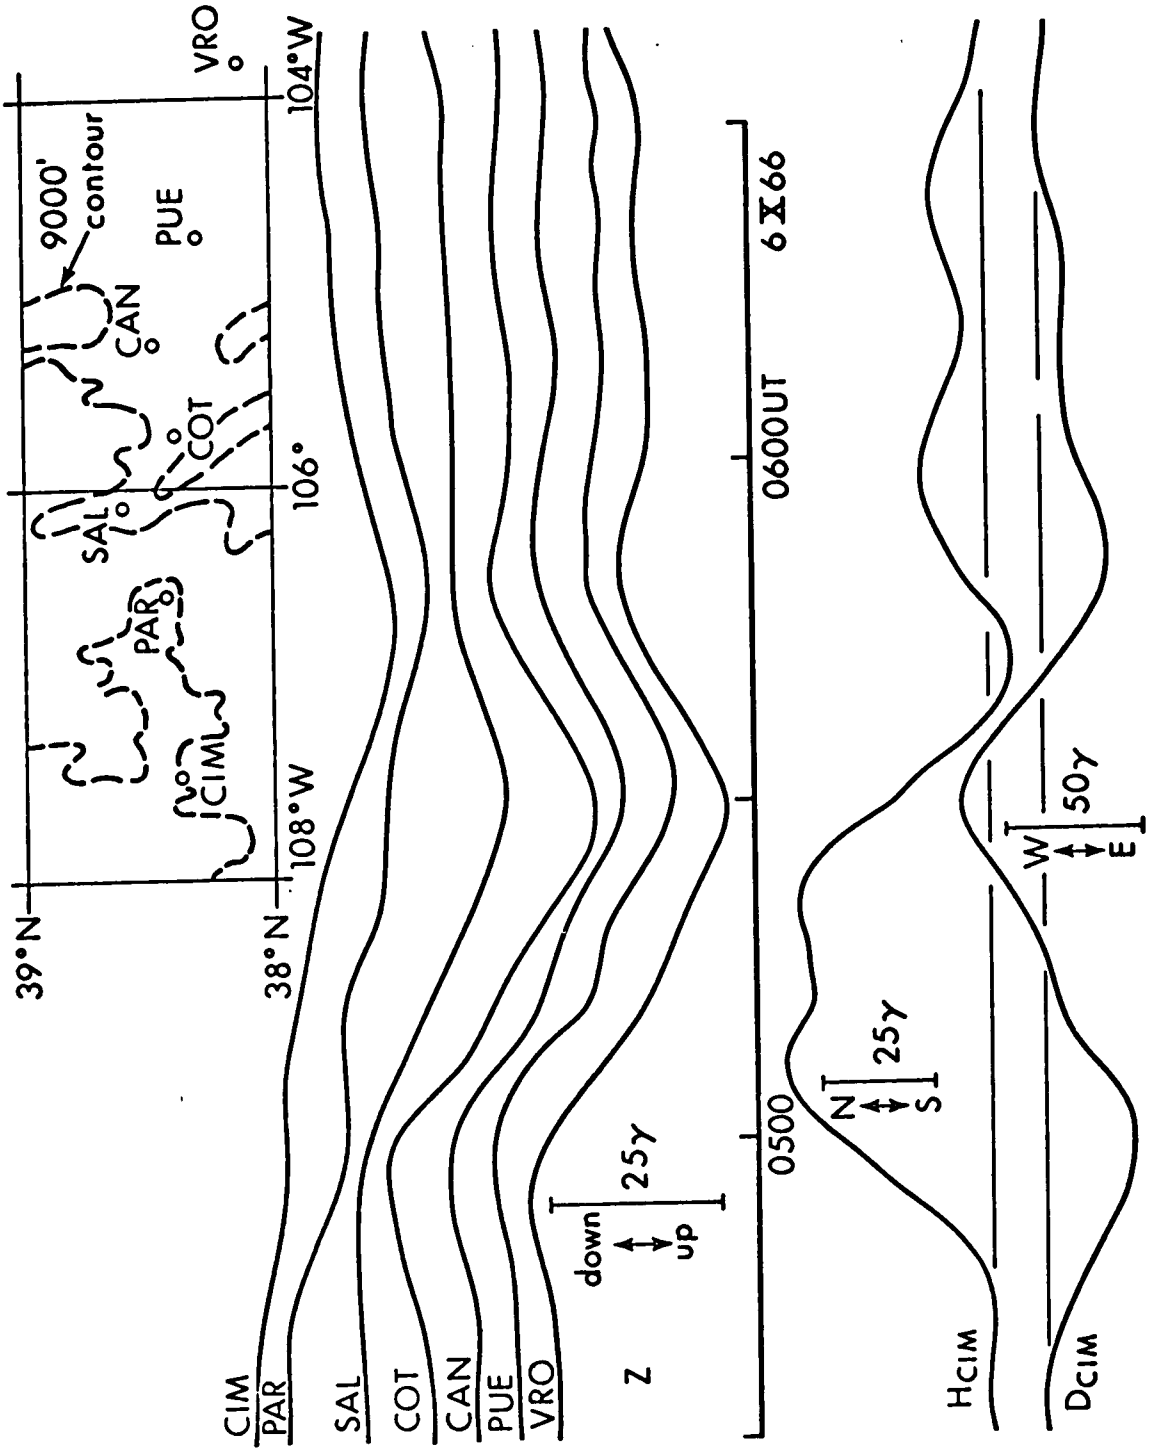 39°N
38°N
108°W
106°
104°W
CIM
PAR
SAL
COT
CAN
PUE
VRO
9000'
contour
CIM
PAR
SAL
COT
CAN
PUE
VRO
Z
down
up
25γ
0500
0600UT
6 X 66
N
S
25γ
W
E
50γ
HCIM
DCIM